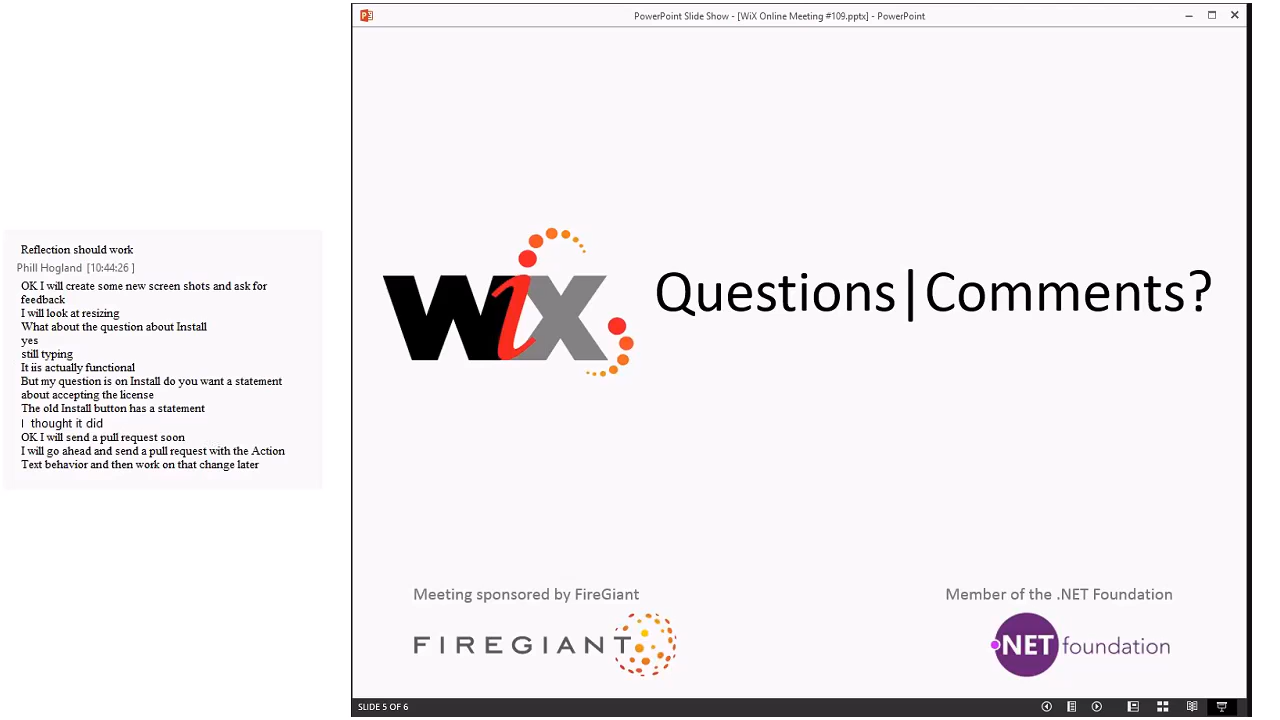 PowerPoint Slide Show - [WiX Online Meeting #109.pptx] - PowerPoint
Reflection should work
Phill Hogland [10:44:26 ]
OK I will create some new screen shots and ask for
feedback
I will look at resizing
What about the question about Install
yes
still typing
It iis actually functional
But my question is on Install do you want a statement
about accepting the license
The old Install button has a statement
I thought it did
OK I will send a pull request soon
I will go ahead and send a pull request with the Action
Text behavior and then work on that change later
WiX
Questions|Comments?
Meeting sponsored by FireGiant
FIREGIANT
Member of the .NET Foundation
.NET foundation
SLIDE 5 OF 6